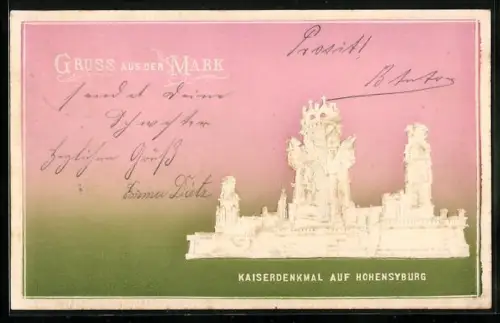 GRUSS AUS DER MARK
Prosit!
sendet Deine
Schwester
Herzlichen Gruß
KAISERDENKMAL AUF HOHENSYBURG